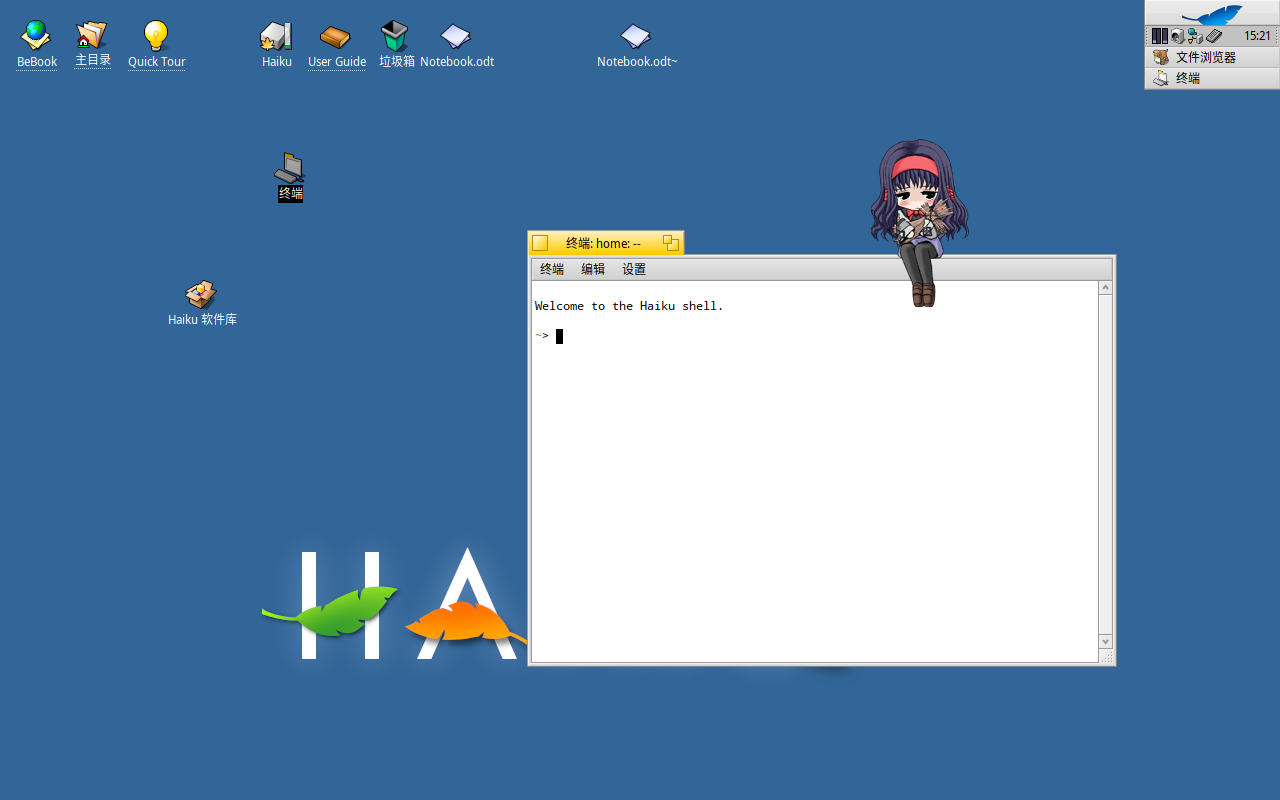 BeBook
主目录
Quick Tour
Haiku
User Guide
垃圾箱
Notebook.odt
Notebook.odt~
15:21
文件浏览器
终端
终端
Haiku 软件库
终端: home: --
终端 编辑 设置
Welcome to the Haiku shell.
~>
HA